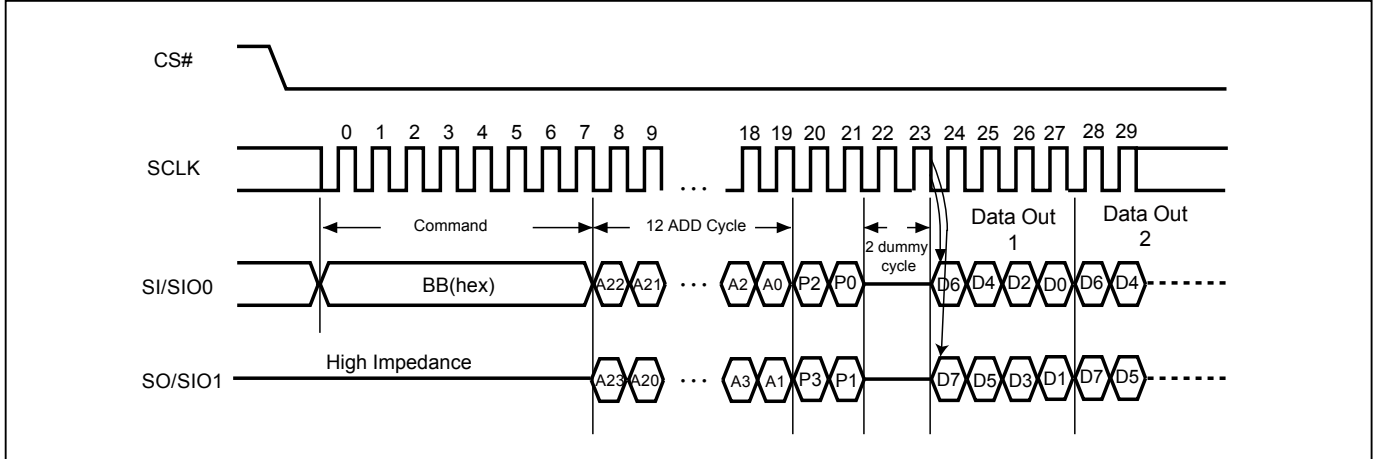 CS#
0 1 2 3 4 5 6 7 8 9 18 19 20 21 22 23 24 25 26 27 28 29
SCLK
...
Command
12 ADD Cycle
2 dummy
cycle
Data Out
1
Data Out
2
SI/SIO0
BB(hex)
A22 A21 ... A2 A0 P2 P0 D6 D4 D2 D0 D6 D4
High Impedance
SO/SIO1
A23 A20 ... A3 A1 P3 P1 D7 D5 D3 D1 D7 D5